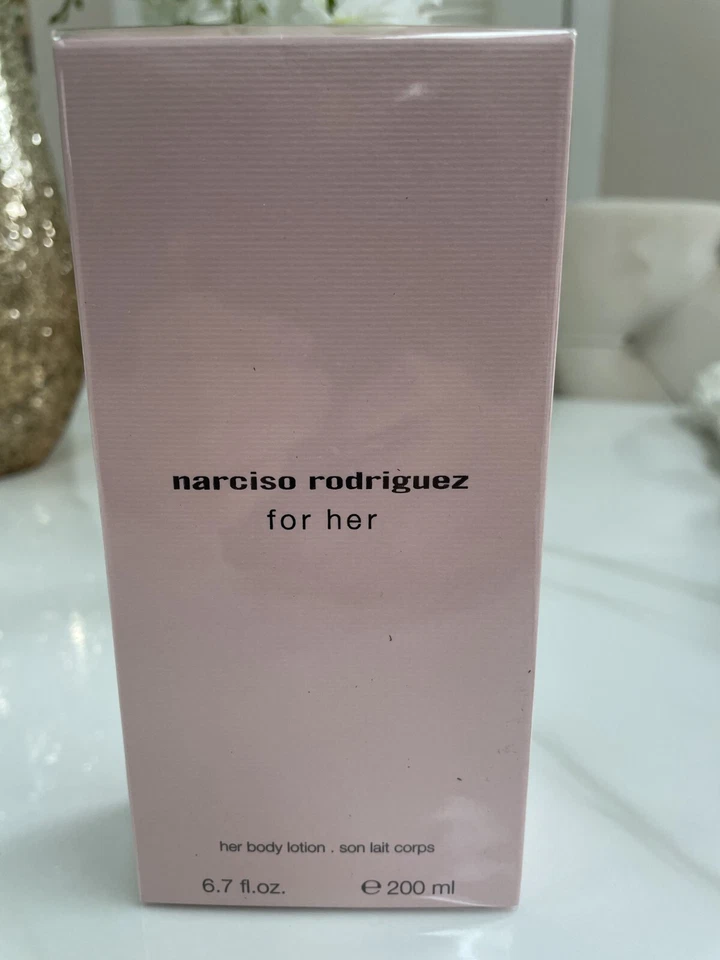 narciso rodriguez
for her
her body lotion . son lait corps
6.7 fl.oz. ℮ 200 ml